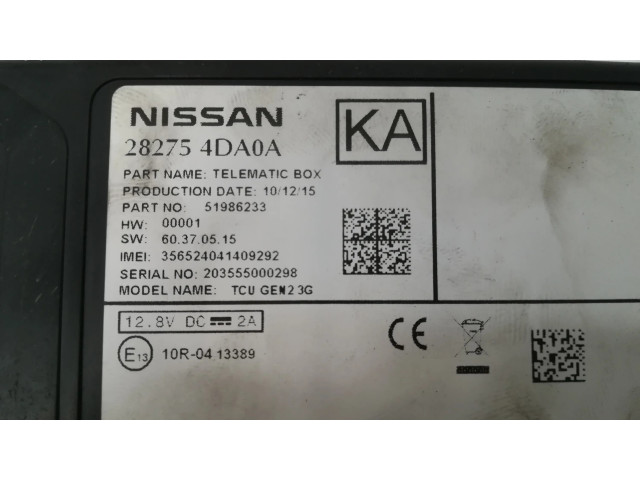 NISSAN
KA
28275 4DA0A
PART NAME: TELEMATIC BOX
PRODUCTION DATE: 10/12/15
PART NO: 51986233
HW: 00001
SW: 60.37.05.15
IMEI: 356524041409292
SERIAL NO: 203555000298
MODEL NAME: TCU GEN2 3G
12.8V DC 2A
CE
E13 10R-04 13389